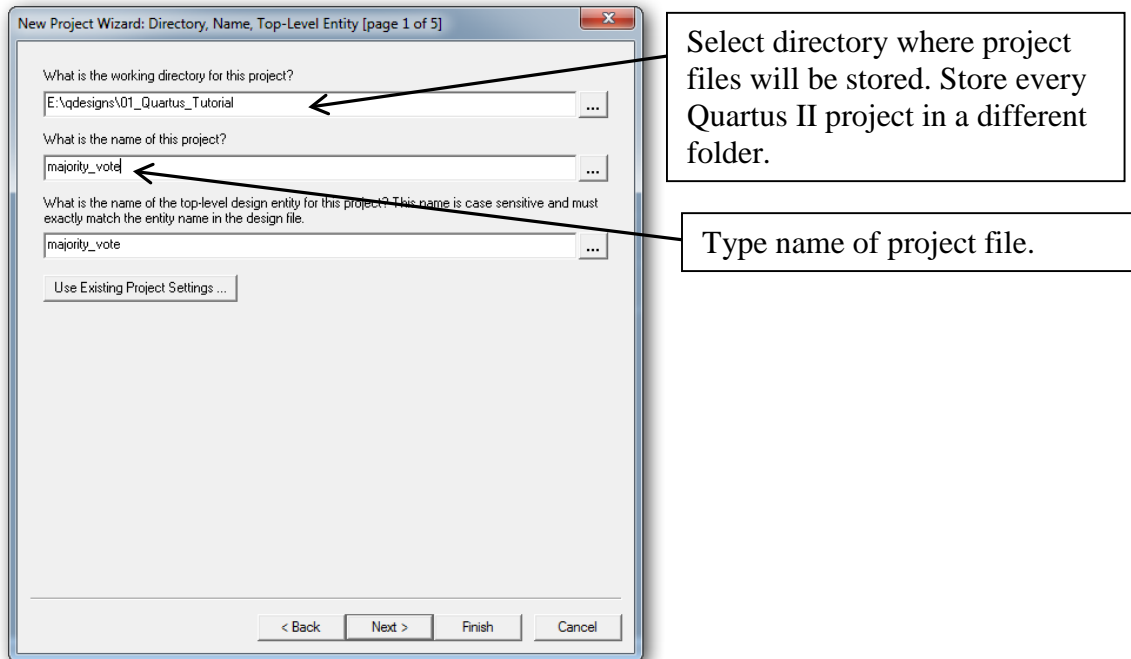 New Project Wizard: Directory, Name, Top-Level Entity [page 1 of 5]
What is the working directory for this project?
E:\qdesigns\01_Quartus_Tutorial
...
What is the name of this project?
majority_vote
...
What is the name of the top-level design entity for this project? This name is case sensitive and must
exactly match the entity name in the design file.
majority_vote
...
Use Existing Project Settings ...
< Back
Next >
Finish
Cancel
Select directory where project
files will be stored. Store every
Quartus II project in a different
folder.
Type name of project file.